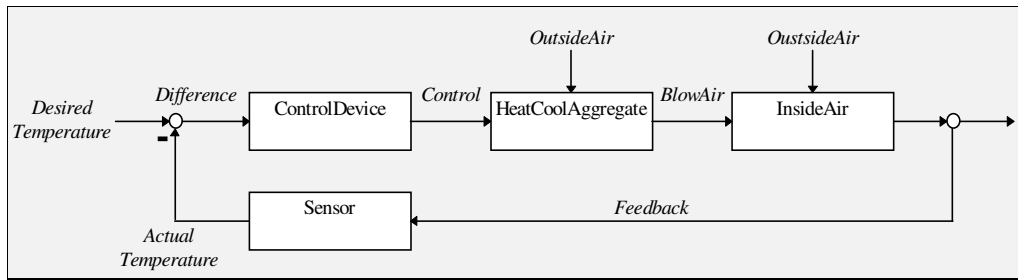 OutsideAir
OustsideAir
Desired
Temperature
Difference
ControlDevice
Control
HeatCoolAggregate
BlowAir
InsideAir
-
Sensor
Feedback
Actual
Temperature